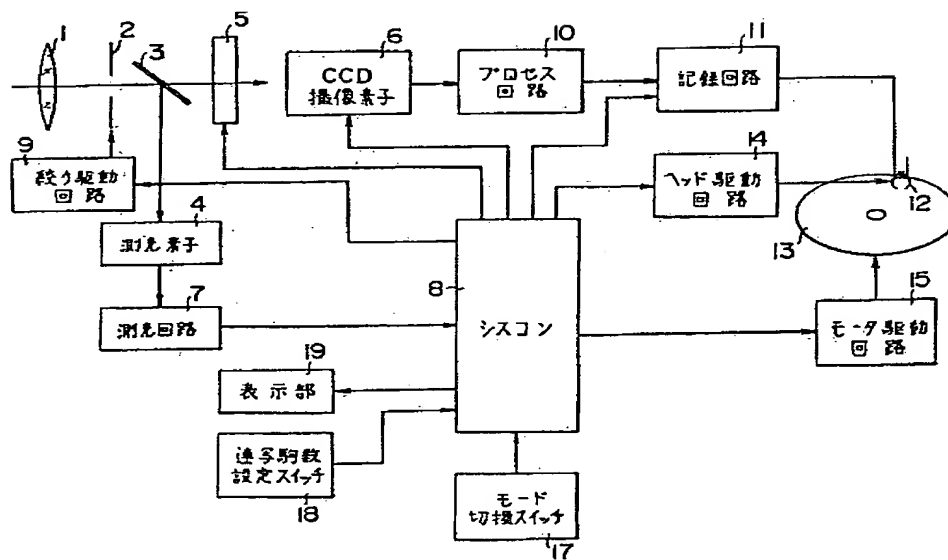 1
2
3
5
6
CCD
撮像素子
10
プロセス
回路
11
記録回路
9
絞り駆動
回路
4
測光素子
7
測光回路
8
シスコン
14
ヘッド駆動
回路
12
13
15
モータ駆動
回路
19
表示部
連写駒数
設定スイッチ
18
モード
切換スイッチ
17